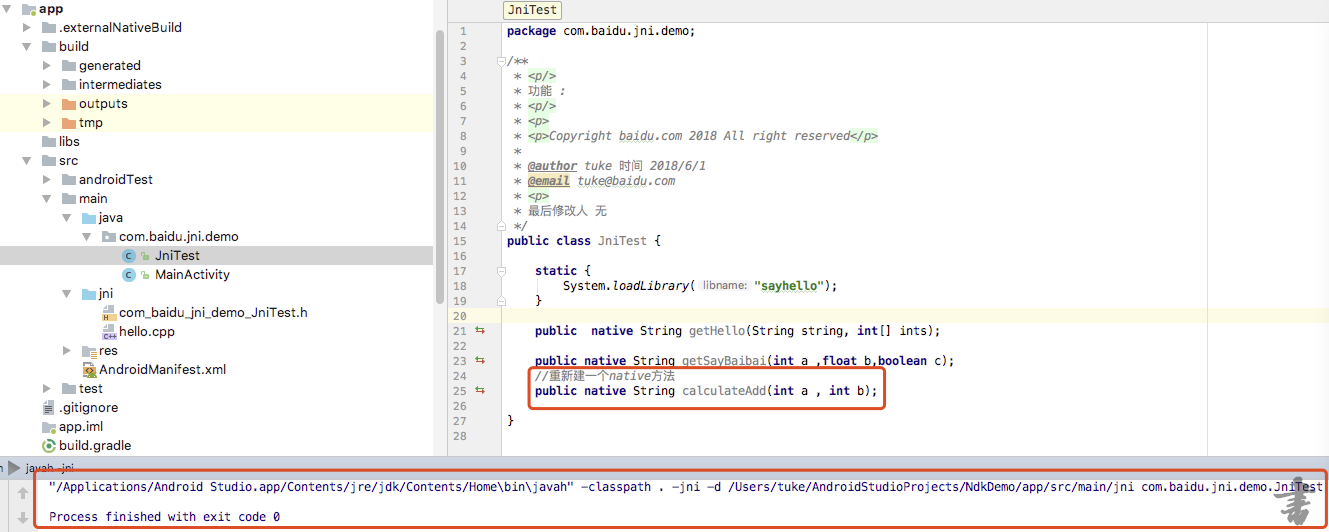 app
.externalNativeBuild
build
generated
intermediates
outputs
tmp
libs
src
androidTest
main
java
com.baidu.jni.demo
JniTest
MainActivity
jni
com_baidu_jni_demo_JniTest.h
hello.cpp
res
AndroidManifest.xml
test
.gitignore
app.iml
build.gradle
JniTest
1 package com.baidu.jni.demo;
2
3 /**
4 * <p/>
5 * 功能 :
6 * <p/>
7 * <p>
8 * <p>Copyright baidu.com 2018 All right reserved</p>
9 *
10 * @author tuke 时间 2018/6/1
11 * @email tuke@baidu.com
12 * <p>
13 * 最后修改人 无
14 */
15 public class JniTest {
16
17 static {
18 System.loadLibrary( libname: "sayhello");
19 }
20
21 public native String getHello(String string, int[] ints);
22
23 public native String getSayBaibai(int a ,float b,boolean c);
24 //重新建一个native方法
25 public native String calculateAdd(int a , int b);
26
27 }
28
javah -jni
"/Applications/Android Studio.app/Contents/jre/jdk/Contents/Home\bin\javah" -classpath . -jni -d /Users/tuke/AndroidStudioProjects/NdkDemo/app/src/main/jni com.baidu.jni.demo.JniTest
Process finished with exit code 0